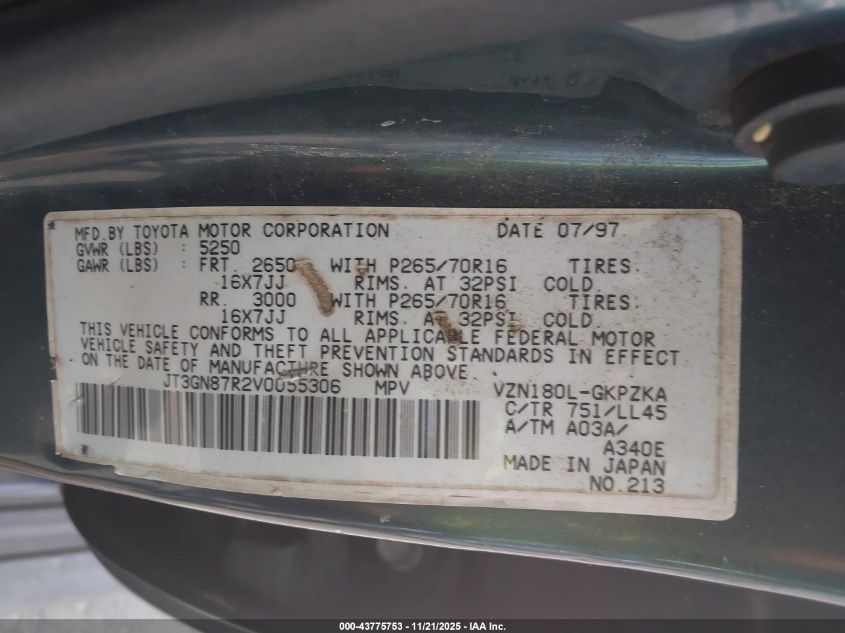 MFD.BY TOYOTA MOTOR CORPORATION DATE 07/97
GVWR (LBS) : 5250
GAWR (LBS) : FRT. 2650 WITH P265/70R16 TIRES.
16X7JJ RIMS. AT 32PSI COLD.
RR. 3000 WITH P265/70R16 TIRES.
16X7JJ RIMS. AT 32PSI COLD.
THIS VEHICLE CONFORMS TO ALL APPLICABLE FEDERAL MOTOR
VEHICLE SAFETY AND THEFT PREVENTION STANDARDS IN EFFECT
ON THE DATE OF MANUFACTURE SHOWN ABOVE.
JT3GN87R2V0055306 MPV VZN180L-GKPZKA
C/TR 751/LL45
A/TM A03A/
A340E
MADE IN JAPAN
NO.213
000-43775753 - 11/21/2025 - IAA Inc.